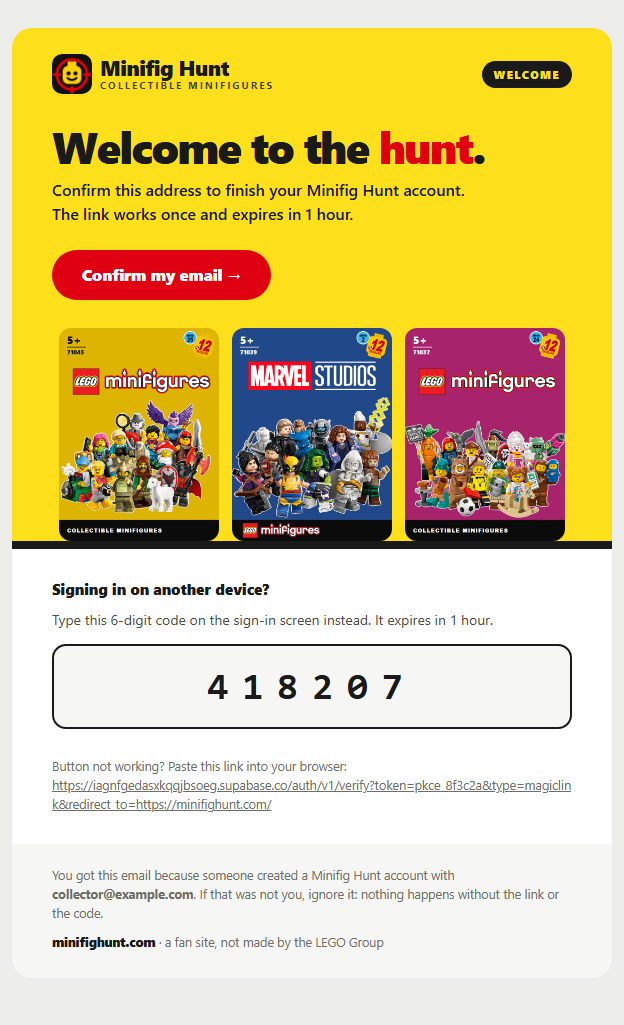 Minifig Hunt
COLLECTIBLE MINIFIGURES
WELCOME
Welcome to the hunt.
Confirm this address to finish your Minifig Hunt account.
The link works once and expires in 1 hour.
Confirm my email →
5+
71045
12
LEGO minifigures
COLLECTIBLE MINIFIGURES
5+
71039
12
MARVEL STUDIOS
LEGO minifigures
5+
71037
12
LEGO minifigures
COLLECTIBLE MINIFIGURES
Signing in on another device?
Type this 6-digit code on the sign-in screen instead. It expires in 1 hour.
418207
Button not working? Paste this link into your browser:
https://iagnfgedasxkqqjbsoeg.supabase.co/auth/v1/verify?token=pkce_8f3c2a&type=magiclin
k&redirect_to=https://minifighunt.com/
You got this email because someone created a Minifig Hunt account with
collector@example.com. If that was not you, ignore it: nothing happens without the link or
the code.
minifighunt.com · a fan site, not made by the LEGO Group